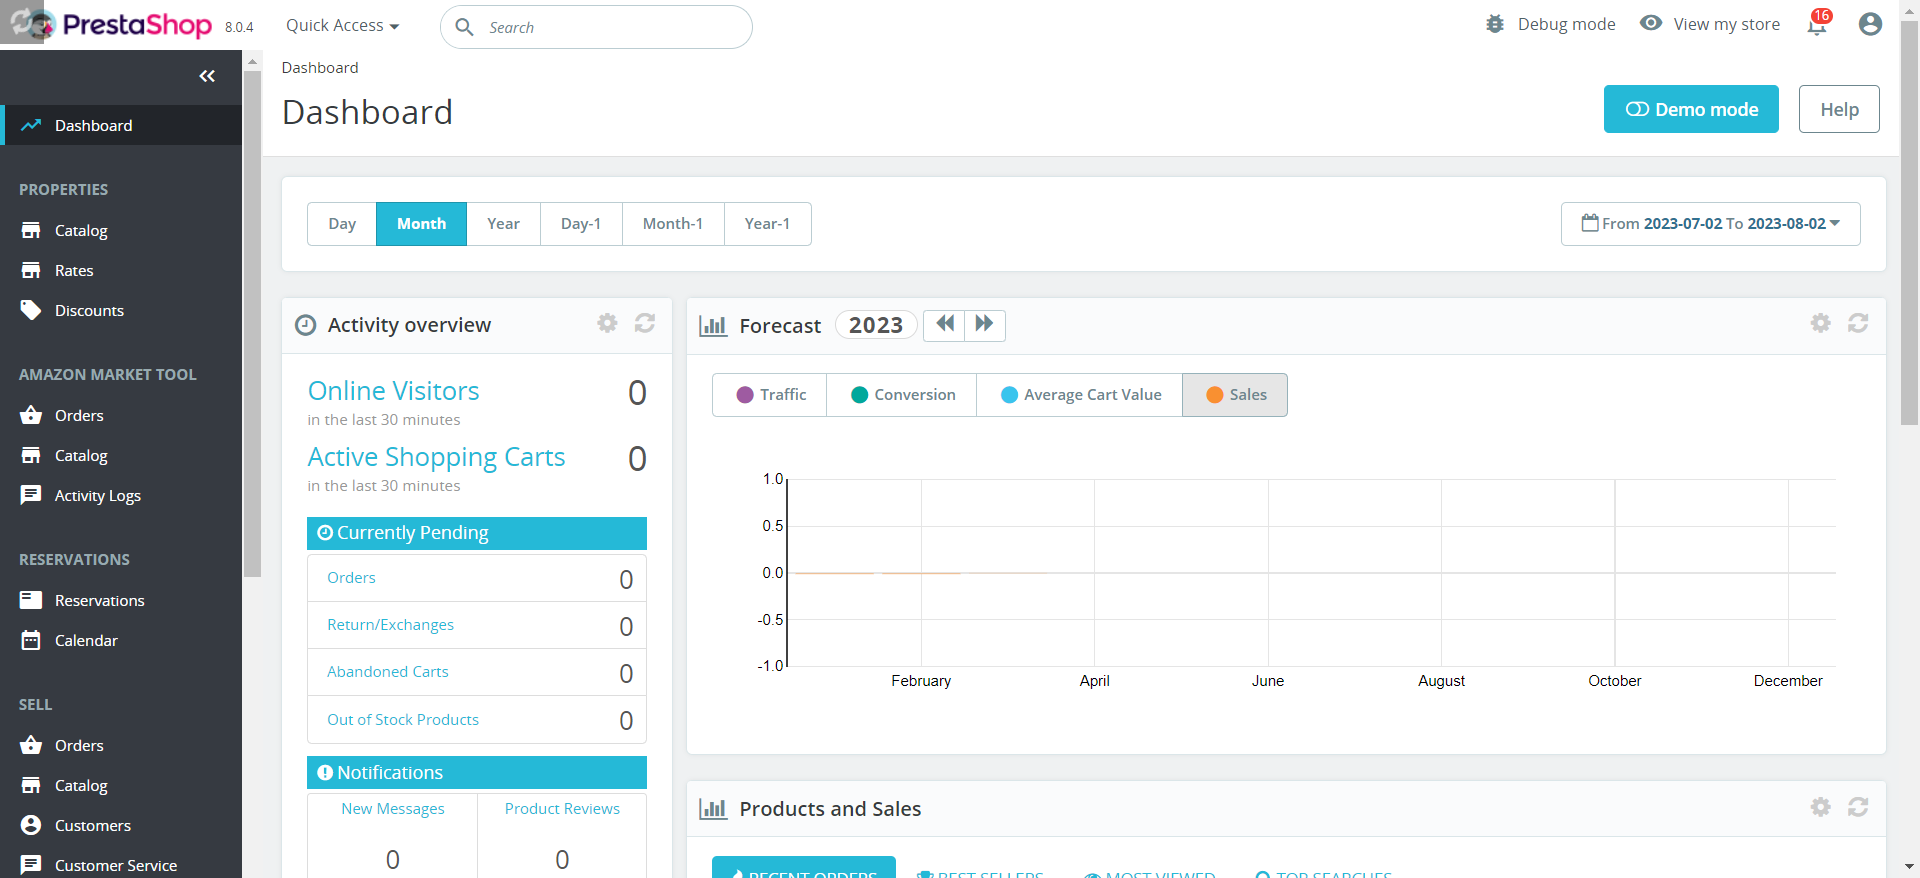 PrestaShop 8.0.4
Quick Access
Search
Debug mode
View my store
16
Dashboard
Dashboard
Demo mode
Help
Dashboard
PROPERTIES
Catalog
Rates
Discounts
AMAZON MARKET TOOL
Orders
Catalog
Activity Logs
RESERVATIONS
Reservations
Calendar
SELL
Orders
Catalog
Customers
Customer Service
Day
Month
Year
Day-1
Month-1
Year-1
From 2023-07-02 To 2023-08-02
Activity overview
Online Visitors 0
in the last 30 minutes
Active Shopping Carts 0
in the last 30 minutes
Currently Pending
Orders 0
Return/Exchanges 0
Abandoned Carts 0
Out of Stock Products 0
Notifications
New Messages
Product Reviews
0
0
Forecast 2023
Traffic
Conversion
Average Cart Value
Sales
1.0
0.5
0.0
-0.5
-1.0
February
April
June
August
October
December
Products and Sales
RECENT ORDERS
BEST SELLERS
MOST VIEWED
TOP SEARCHES